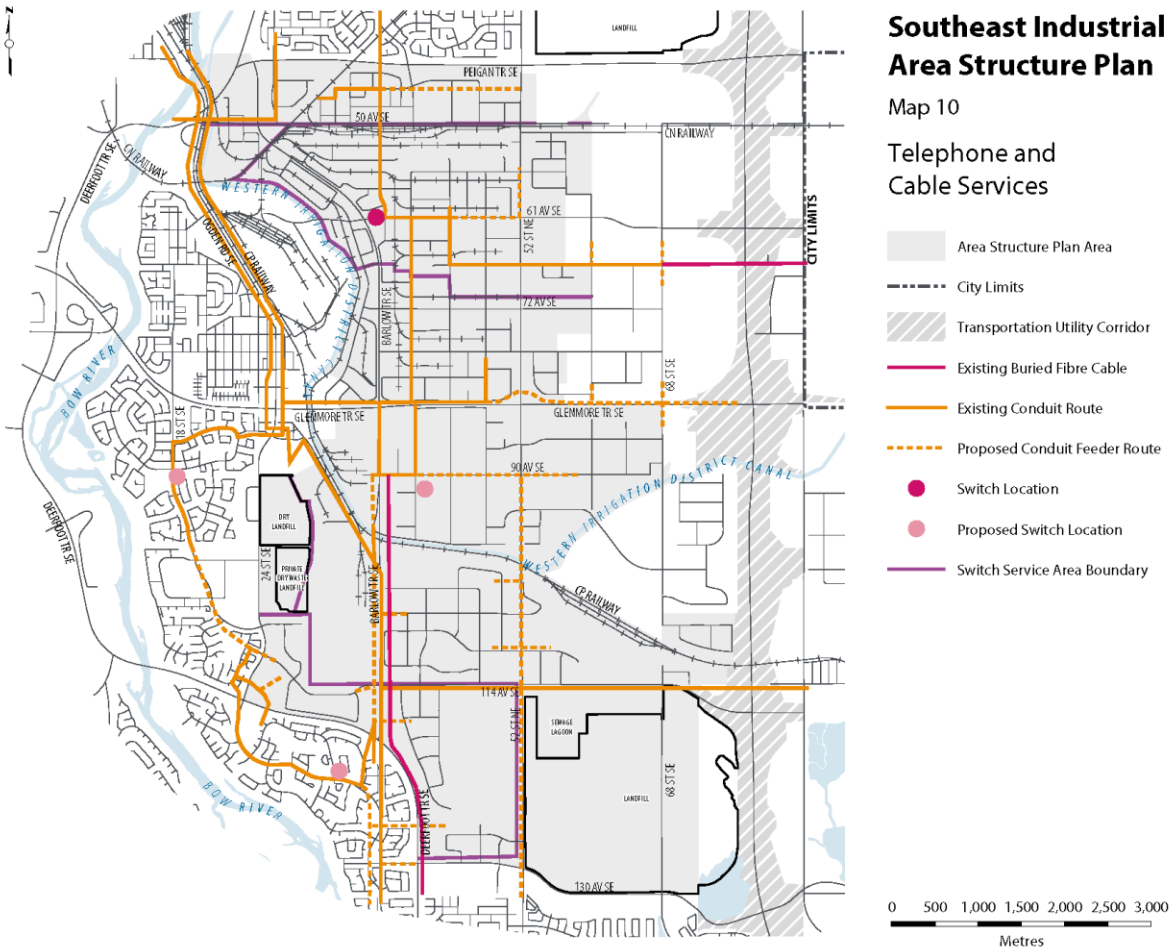 Z
LANDFILL
PEIGAN TR SE
50 AV SE
CN RAILWAY
CN RAILWAY
DEERFOOT TR SE
WESTERN IRRIGATION DISTRICT CANAL
61 AV SE
52 ST NE
CITY LIMITS
OGDEN RD SE
CP RAILWAY
BARLOW TR SE
72 AV SE
BOW RIVER
68 ST SE
18 ST SE
GLENMORE TR SE
GLENMORE TR SE
90 AV SE
WESTERN IRRIGATION DISTRICT CANAL
DEERFOOT TR SE
DRY
LANDFILL
24 ST SE
PRIVATE
DRY WASTE
LANDFILL
BARLOW TR SE
CP RAILWAY
114 AV SE
52 ST NE
SEWAGE
LAGOON
68 ST SE
LANDFILL
BOW RIVER
DEERFOOT TR SE
130 AV SE
Southeast Industrial
Area Structure Plan
Map 10
Telephone and
Cable Services
Area Structure Plan Area
City Limits
Transportation Utility Corridor
Existing Buried Fibre Cable
Existing Conduit Route
Proposed Conduit Feeder Route
Switch Location
Proposed Switch Location
Switch Service Area Boundary
0 500 1,000 1,500 2,000 2,500 3,000
Metres